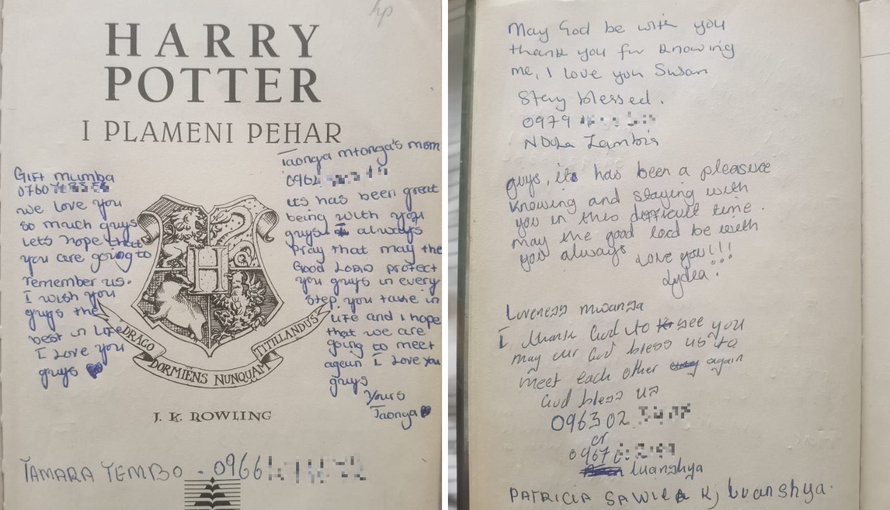 hp
HARRY
POTTER
I PLAMENI PEHAR
Gift Mumba
0760
we love you
so much guys
lets hope that
you are going to
remember us.
I wish you
guys the
best in Life
I Love you
guys
Taonga Mtonga's mom
0962
its has been great
being with you
guys I always
Pray that may the
Good LORD protect
you guys in every
step you take in
life and I hope
that we are
going to meet
again I Love you
guys
Yours
Taonga
H
DRACO DORMIENS NUNQUAM TITILLANDUS
J. K. ROWLING
TAMARA TEMBO - 0966
May God be with you
thank you for knowing
me, I love you Susan
Stay blessed.
0979
Ndola Zambia
guys, its has been a pleasure
knowing and staying with
you in this difficult time.
may the good lord be with
you always Love you!!!
Lydia!
Loveness Mwansa
I thank God to see you
may our God bless us to
meet each other again
God bless us
096302
or
0967
Luanshya
PATRICIA SAWILA K, Luanshya.